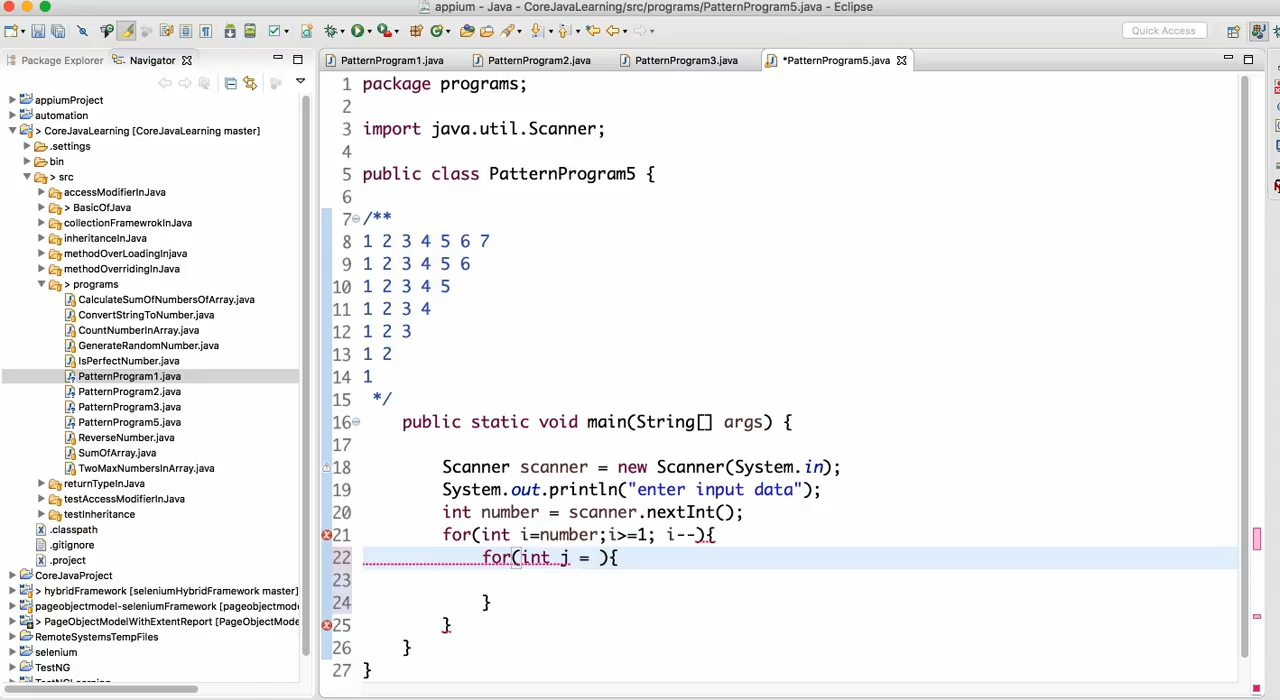 appium - Java - CoreJavaLearning/src/programs/PatternProgram5.java - Eclipse
Quick Access
Package Explorer
Navigator
PatternProgram1.java
PatternProgram2.java
PatternProgram3.java
*PatternProgram5.java
appiumProject
automation
> CoreJavaLearning [CoreJavaLearning master]
.settings
bin
> src
accessModifierInJava
> BasicOfJava
collectionFramewrokInJava
inheritanceInJava
methodOverLoadingInjava
methodOverridingInJava
> programs
CalculateSumOfNumbersOfArray.java
ConvertStringToNumber.java
CountNumberInArray.java
GenerateRandomNumber.java
IsPerfectNumber.java
PatternProgram1.java
PatternProgram2.java
PatternProgram3.java
PatternProgram5.java
ReverseNumber.java
SumOfArray.java
TwoMaxNumbersInArray.java
returnTypeInJava
testAccessModifierInJava
testInheritance
.classpath
.gitignore
.project
CoreJavaProject
> hybridFramework [seleniumHybridFramework master]
pageobjectmodel-seleniumFramework [pageobjectmodel
> PageObjectModelWithExtentReport [PageObjectMode
RemoteSystemsTempFiles
selenium
TestNG
1 package programs;
2
3 import java.util.Scanner;
4
5 public class PatternProgram5 {
6
7 /**
8 1 2 3 4 5 6 7
9 1 2 3 4 5 6
10 1 2 3 4 5
11 1 2 3 4
12 1 2 3
13 1 2
14 1
15 */
16 public static void main(String[] args) {
17
18 Scanner scanner = new Scanner(System.in);
19 System.out.println("enter input data");
20 int number = scanner.nextInt();
21 for(int i=number;i>=1; i--){
22 for(int j = ){
23
24 }
25 }
26 }
27 }